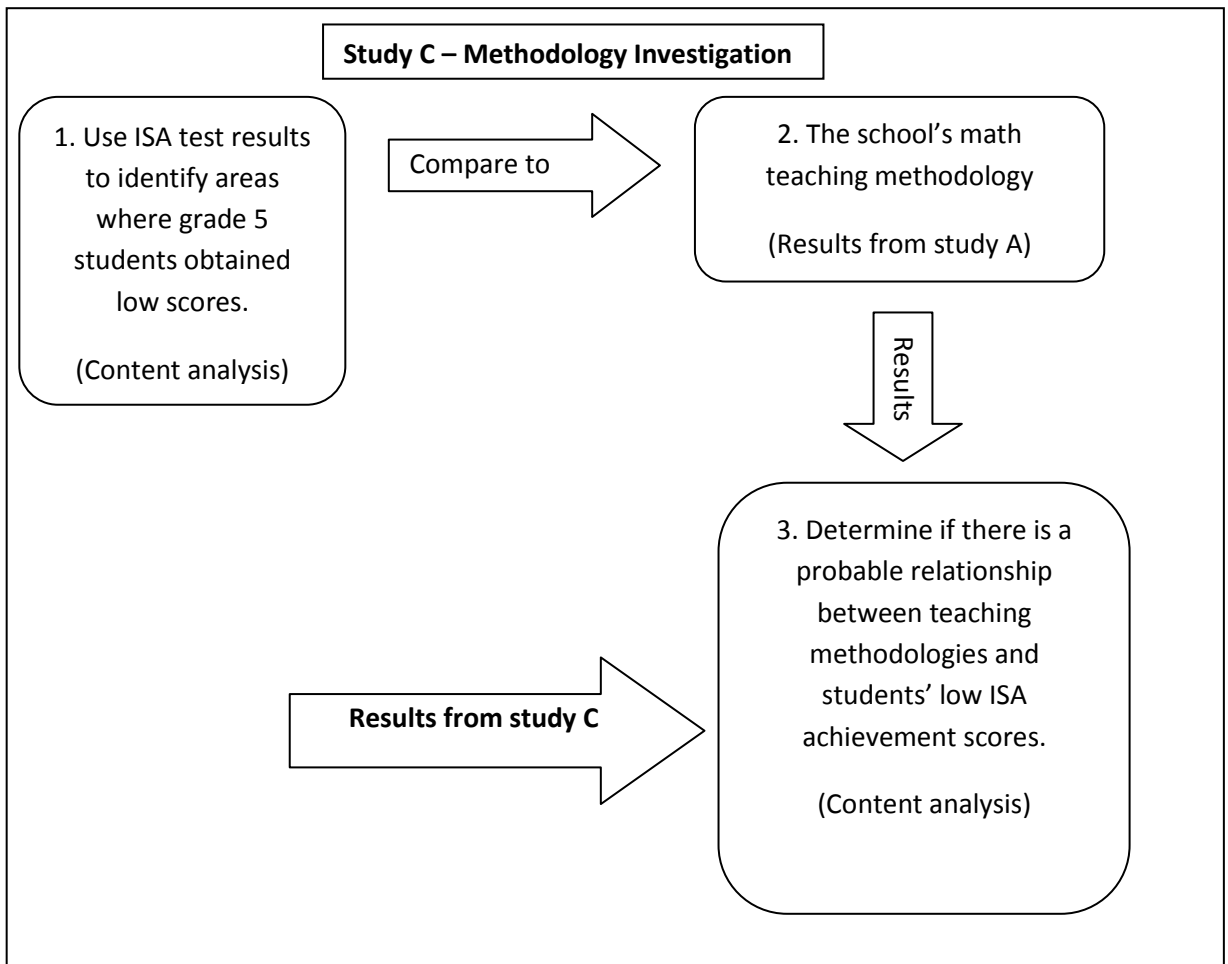 Study C – Methodology Investigation
1. Use ISA test results
to identify areas
where grade 5
students obtained
low scores.
(Content analysis)
Compare to
2. The school’s math
teaching methodology
(Results from study A)
Results
3. Determine if there is a
probable relationship
between teaching
methodologies and
students’ low ISA
achievement scores.
(Content analysis)
Results from study C